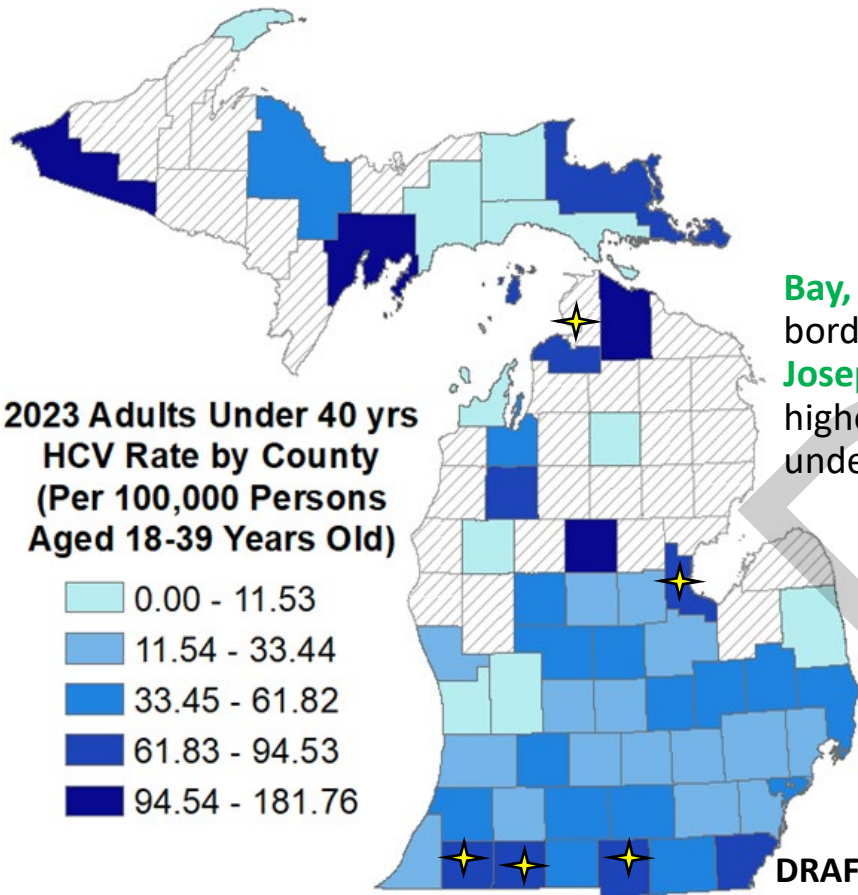 Bay,
bord
Josep
highe
unde
2023 Adults Under 40 yrs
HCV Rate by County
(Per 100,000 Persons
Aged 18-39 Years Old)
0.00 - 11.53
11.54 - 33.44
33.45 - 61.82
61.83 - 94.53
94.54 - 181.76
DRAF